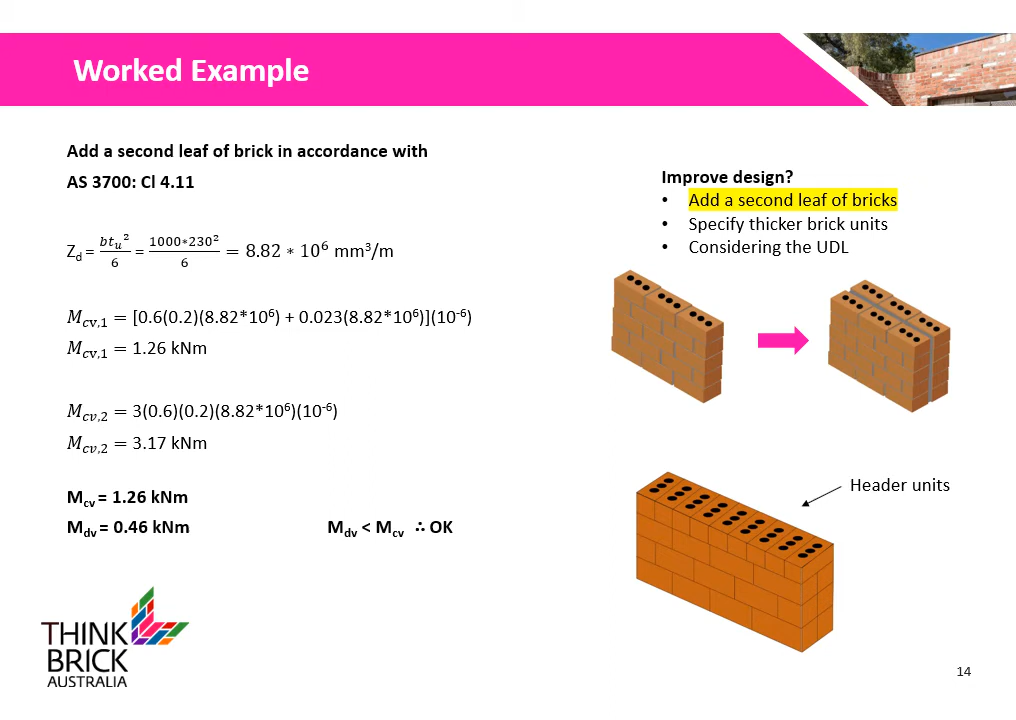 Worked Example
Add a second leaf of brick in accordance with
AS 3700: Cl 4.11
Z_d = bt_u²/6 = 1000*230²/6 = 8.82 * 10⁶ mm³/m
M_cv,1 = [0.6(0.2)(8.82*10⁶) + 0.023(8.82*10⁶)](10⁻⁶)
M_cv,1 = 1.26 kNm
M_cv,2 = 3(0.6)(0.2)(8.82*10⁶)(10⁻⁶)
M_cv,2 = 3.17 kNm
M_cv = 1.26 kNm
M_dv = 0.46 kNm M_dv < M_cv ∴ OK
Improve design?
• Add a second leaf of bricks
• Specify thicker brick units
• Considering the UDL
Header units
THINK
BRICK
AUSTRALIA
14